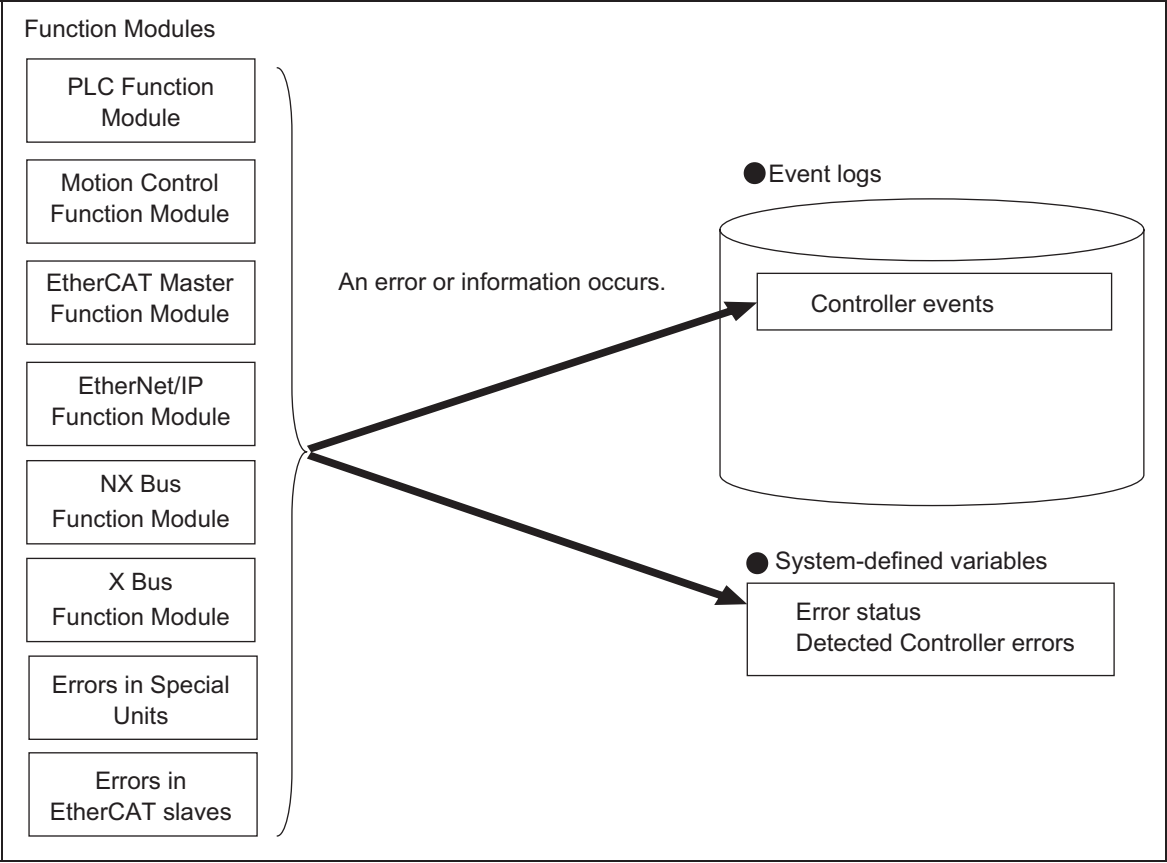 Function Modules
PLC Function
Module
Motion Control
Function Module
EtherCAT Master
Function Module
EtherNet/IP
Function Module
NX Bus
Function Module
X Bus
Function Module
Errors in Special
Units
Errors in
EtherCAT slaves
An error or information occurs.
●Event logs
Controller events
● System-defined variables
Error status
Detected Controller errors